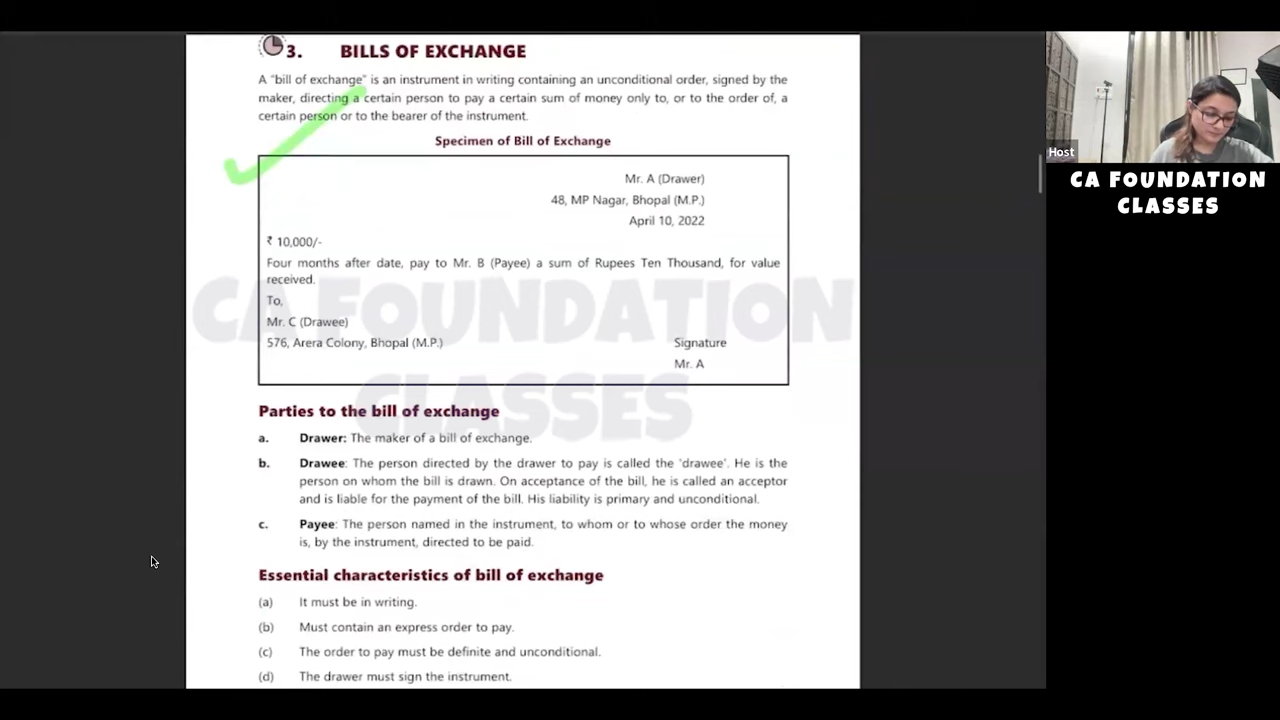 3. BILLS OF EXCHANGE
A "bill of exchange" is an instrument in writing containing an unconditional order, signed by the
maker, directing a certain person to pay a certain sum of money only to, or to the order of, a
certain person or to the bearer of the instrument.
Specimen of Bill of Exchange
Mr. A (Drawer)
48, MP Nagar, Bhopal (M.P.)
April 10, 2022
₹ 10,000/-
Four months after date, pay to Mr. B (Payee) a sum of Rupees Ten Thousand, for value
received.
To,
Mr. C (Drawee)
576, Arera Colony, Bhopal (M.P.) Signature
Mr. A
CA FOUNDATION
CLASSES
Parties to the bill of exchange
a. Drawer: The maker of a bill of exchange.
b. Drawee: The person directed by the drawer to pay is called the 'drawee'. He is the
person on whom the bill is drawn. On acceptance of the bill, he is called an acceptor
and is liable for the payment of the bill. His liability is primary and unconditional.
c. Payee: The person named in the instrument, to whom or to whose order the money
is, by the instrument, directed to be paid.
Essential characteristics of bill of exchange
(a) It must be in writing.
(b) Must contain an express order to pay.
(c) The order to pay must be definite and unconditional.
(d) The drawer must sign the instrument.
Host
CA FOUNDATION
CLASSES